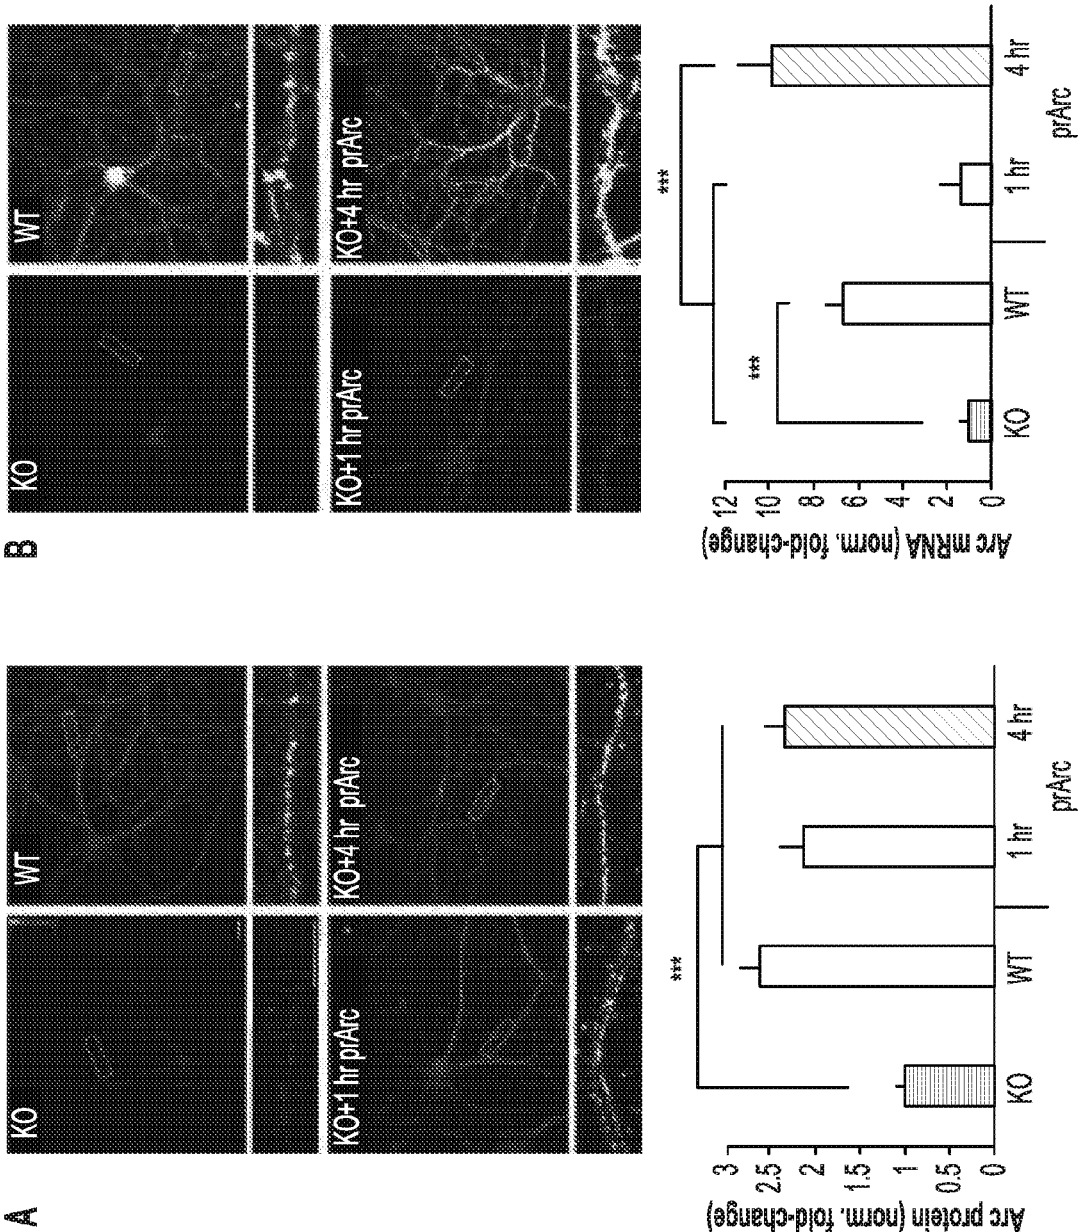 A
KO
WT
KO+1 hr prArc
KO+4 hr prArc
***
Arc protein (norm. fold-change)
3
2.5
2
1.5
1
0.5
0
KO
WT
1 hr
4 hr
prArc
B
KO
WT
KO+1 hr prArc
KO+4 hr prArc
***
***
Arc mRNA (norm. fold-change)
12
10
8
6
4
2
0
KO
WT
1 hr
4 hr
prArc